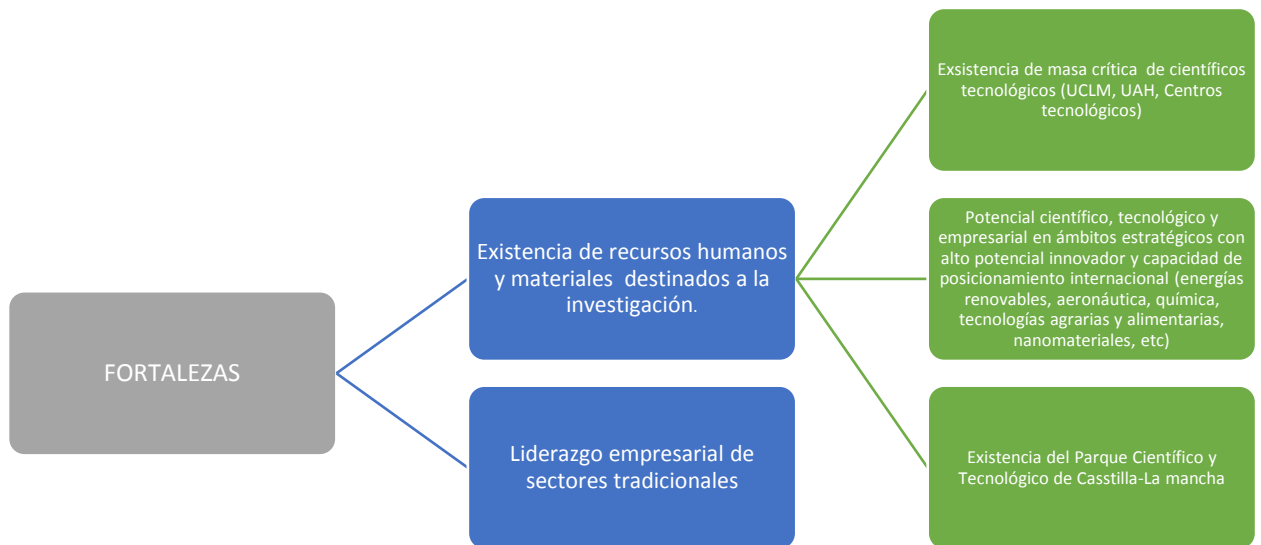 FORTALEZAS
Existencia de recursos humanos
y materiales destinados a la
investigación.
Liderazgo empresarial de
sectores tradicionales
Exsistencia de masa crítica de científicos
tecnológicos (UCLM, UAH, Centros
tecnológicos)
Potencial científico, tecnológico y
empresarial en ámbitos estratégicos con
alto potencial innovador y capacidad de
posicionamiento internacional (energías
renovables, aeronáutica, química,
tecnologías agrarias y alimentarias,
nanomateriales, etc)
Existencia del Parque Científico y
Tecnológico de Casstilla-La mancha